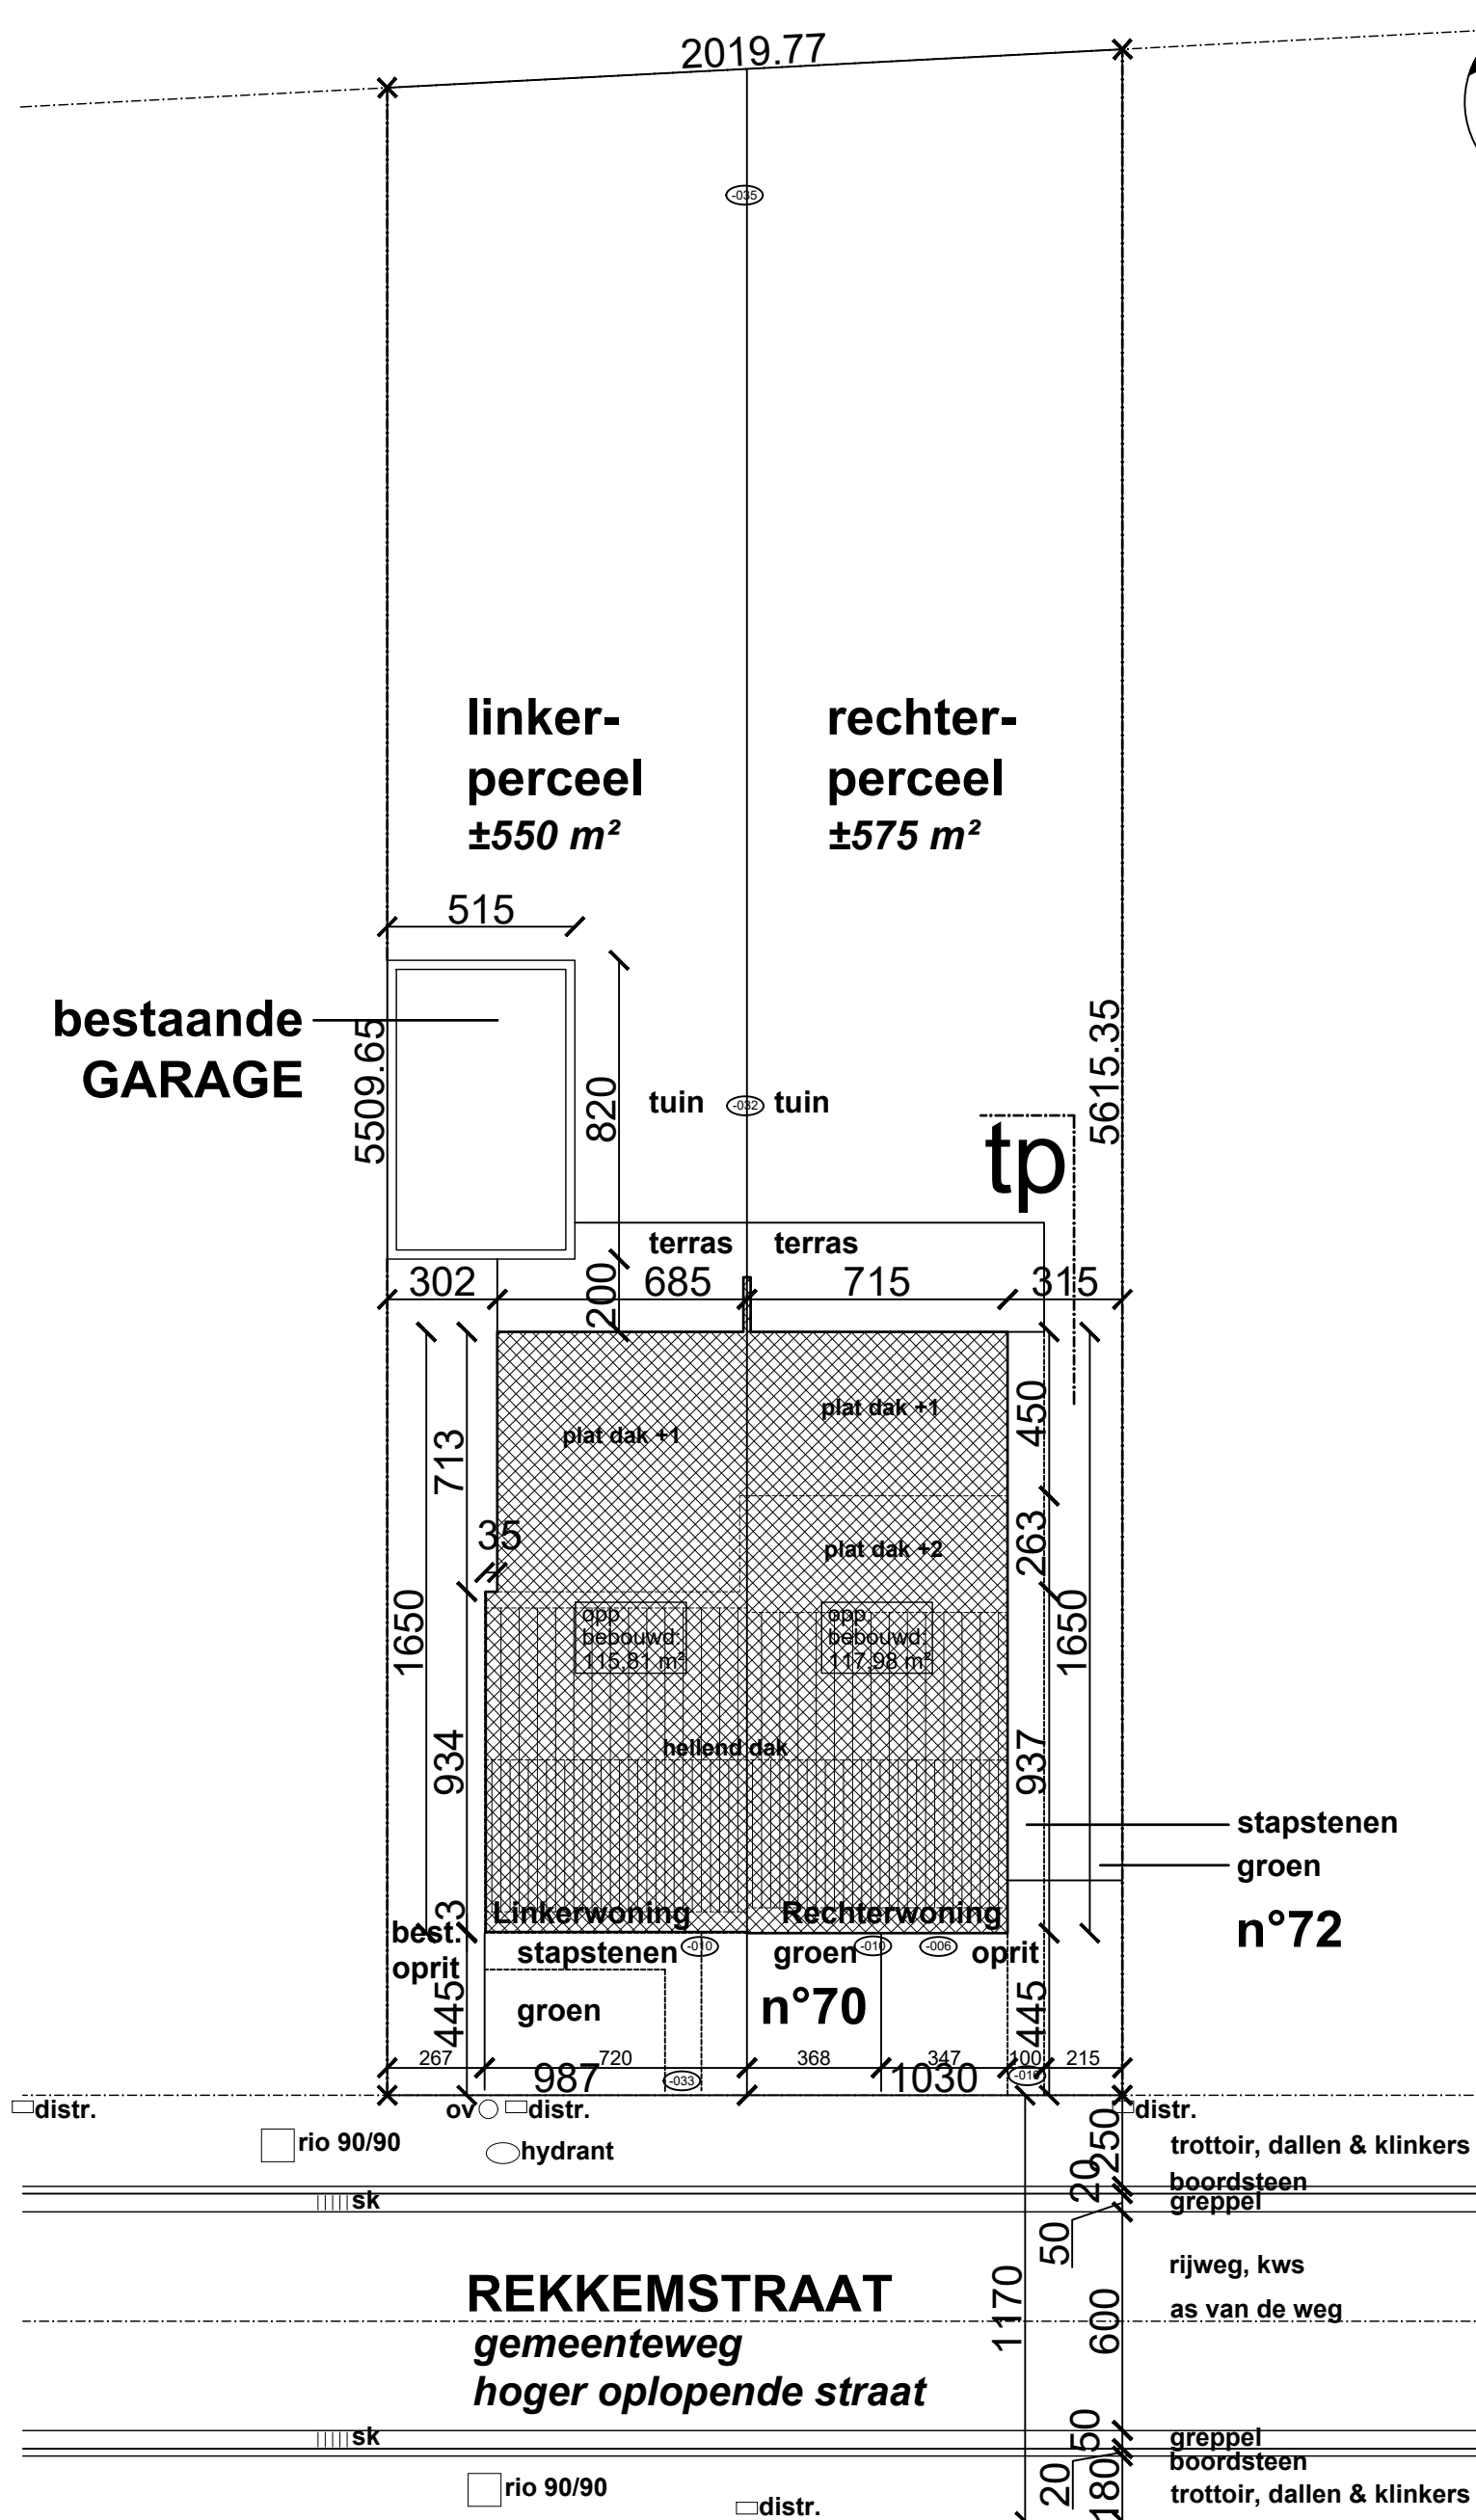 2019.77
-035
linker-
perceel
±550 m²
rechter-
perceel
±575 m²
515
bestaande
GARAGE
5509.65
820
tuin
-032
tuin
5615.35
tp
terras
terras
302
200
685
715
315
plat dak +1
plat dak +1
450
713
35
263
plat dak +2
1650
opp.
bebouwd:
115,81 m²
opp.
bebouwd:
117,98 m²
1650
934
hellend dak
937
stapstenen
groen
3
Linkerwoning
Rechterwoning
n°72
best.
oprit
stapstenen
-010
groen
-010
-006
oprit
445
groen
n°70
445
267
720
368
347
100
215
987
-033
1030
-010
distr.
ov
distr.
distr.
rio 90/90
hydrant
250
trottoir, dallen & klinkers
20
boordsteen
sk
greppel
50
rijweg, kws
REKKEMSTRAAT
1170
600
as van de weg
gemeenteweg
hoger oplopende straat
sk
50
greppel
boordsteen
20
180
rio 90/90
trottoir, dallen & klinkers
distr.